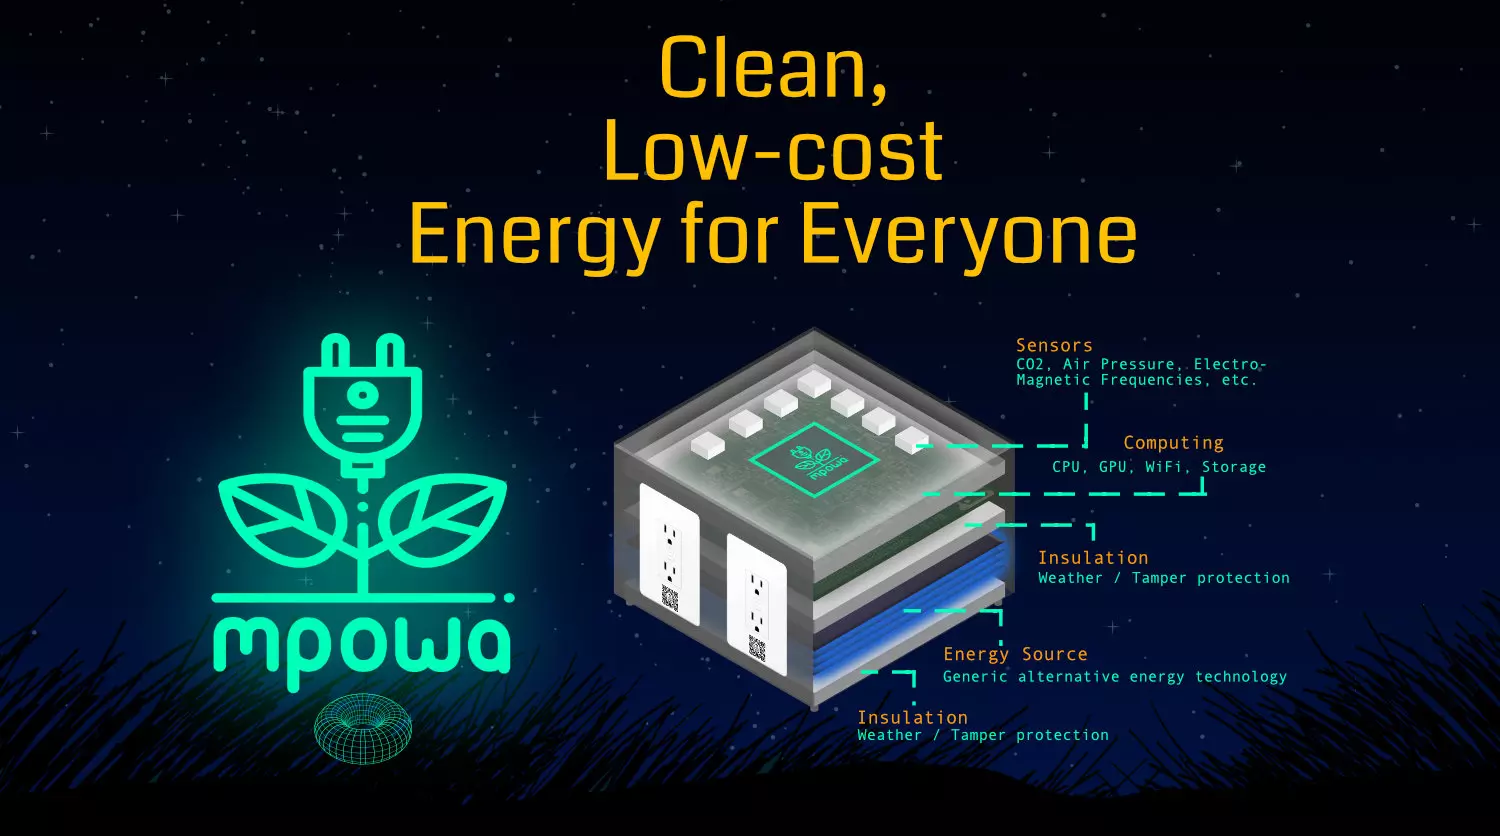 Clean,
Low-cost
Energy for Everyone
mpowa
mpowa
Sensors
CO2, Air Pressure, Electro-
Magnetic Frequencies, etc.
Computing
CPU, GPU, WiFi, Storage
Insulation
Weather / Tamper protection
Energy Source
Generic alternative energy technology
Insulation
Weather / Tamper protection